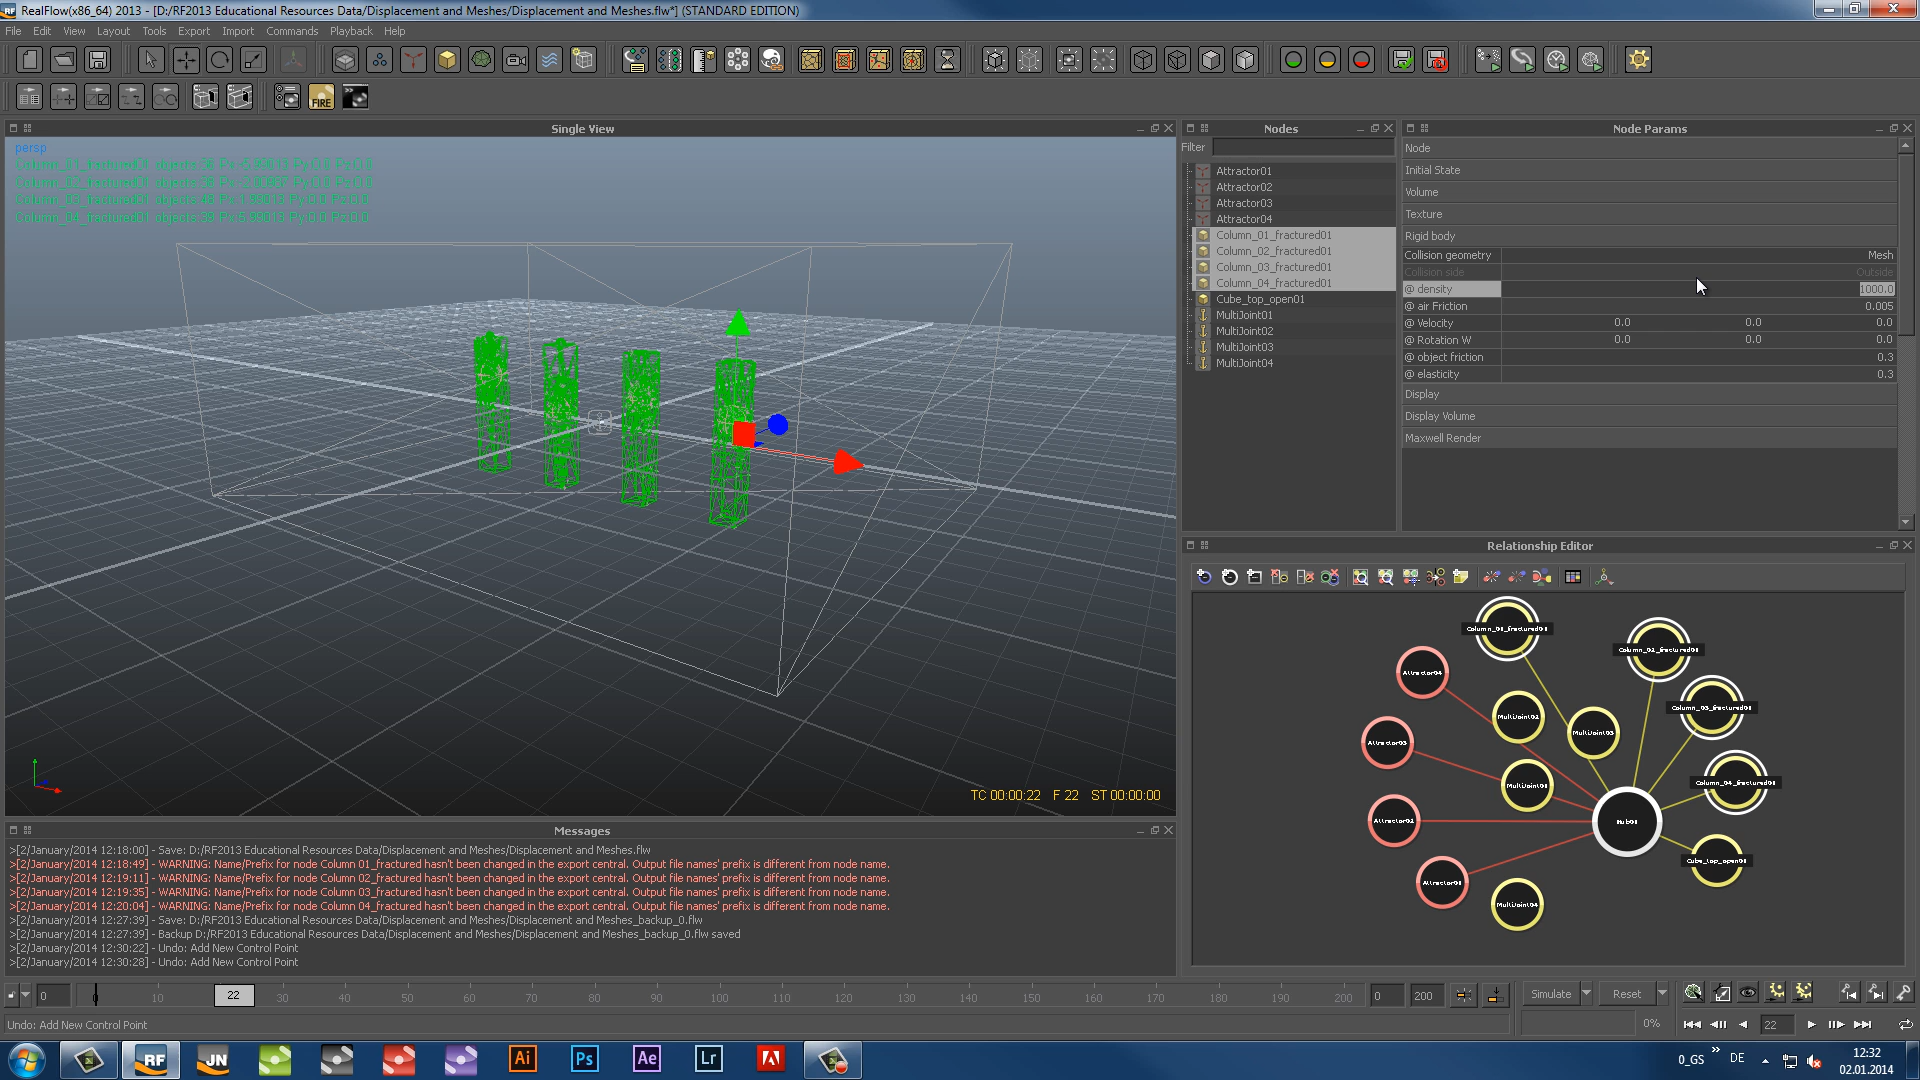 RealFlow(x86_64) 2013 - [D:/RF2013 Educational Resources Data/Displacement and Meshes/Displacement and Meshes.flw*] (STANDARD EDITION)
File Edit View Layout Tools Export Import Commands Playback Help
FIRE
Single View
persp
TC 00:00:22 F 22 ST 00:00:00
Nodes
Filter
Attractor01
Attractor02
Attractor03
Attractor04
Column_01_fractured01
Column_02_fractured01
Column_03_fractured01
Column_04_fractured01
Cube_top_open01
MultiJoint01
MultiJoint02
MultiJoint03
MultiJoint04
Node Params
Node
Initial State
Volume
Texture
Rigid body
Collision geometry Mesh
Collision side Outside
@ density 1000.0
@ air Friction 0.005
@ Velocity 0.0 0.0 0.0
@ Rotation W 0.0 0.0 0.0
@ object friction 0.3
@ elasticity 0.3
Display
Display Volume
Maxwell Render
Relationship Editor
Messages
>[2/January/2014 12:18:00] - Save: D:/RF2013 Educational Resources Data/Displacement and Meshes/Displacement and Meshes.flw
>[2/January/2014 12:18:49] - WARNING: Name/Prefix for node Column 01_fractured hasn't been changed in the export central. Output file names' prefix is different from node name.
>[2/January/2014 12:19:11] - WARNING: Name/Prefix for node Column 02_fractured hasn't been changed in the export central. Output file names' prefix is different from node name.
>[2/January/2014 12:19:35] - WARNING: Name/Prefix for node Column 03_fractured hasn't been changed in the export central. Output file names' prefix is different from node name.
>[2/January/2014 12:20:04] - WARNING: Name/Prefix for node Column 04_fractured hasn't been changed in the export central. Output file names' prefix is different from node name.
>[2/January/2014 12:27:39] - Save: D:/RF2013 Educational Resources Data/Displacement and Meshes/Displacement and Meshes_backup_0.flw
>[2/January/2014 12:27:39] - Backup D:/RF2013 Educational Resources Data/Displacement and Meshes/Displacement and Meshes_backup_0.flw saved
>[2/January/2014 12:30:22] - Undo: Add New Control Point
>[2/January/2014 12:30:28] - Undo: Add New Control Point
0 0 10 22 30 40 50 60 70 80 90 100 110 120 130 140 150 160 170 180 190 200 0 200
Simulate Reset
Undo: Add New Control Point
0% 22
RF JN Ai Ps Ae Lr
0_GS DE
12:32
02.01.2014